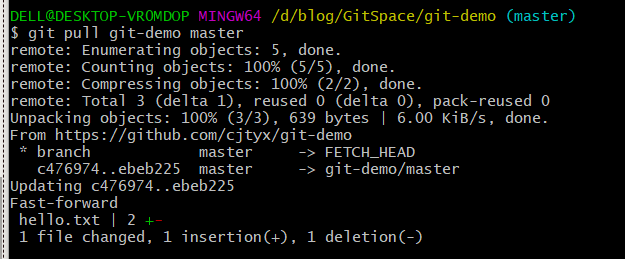 DELL@DESKTOP-VROMDOP MINGW64 /d/blog/GitSpace/git-demo (master)
$ git pull git-demo master
remote: Enumerating objects: 5, done.
remote: Counting objects: 100% (5/5), done.
remote: Compressing objects: 100% (2/2), done.
remote: Total 3 (delta 1), reused 0 (delta 0), pack-reused 0
Unpacking objects: 100% (3/3), 639 bytes | 6.00 KiB/s, done.
From https://github.com/cjtyx/git-demo
 * branch            master     -> FETCH_HEAD
   c476974..ebeb225  master     -> git-demo/master
Updating c476974..ebeb225
Fast-forward
 hello.txt | 2 +-
 1 file changed, 1 insertion(+), 1 deletion(-)